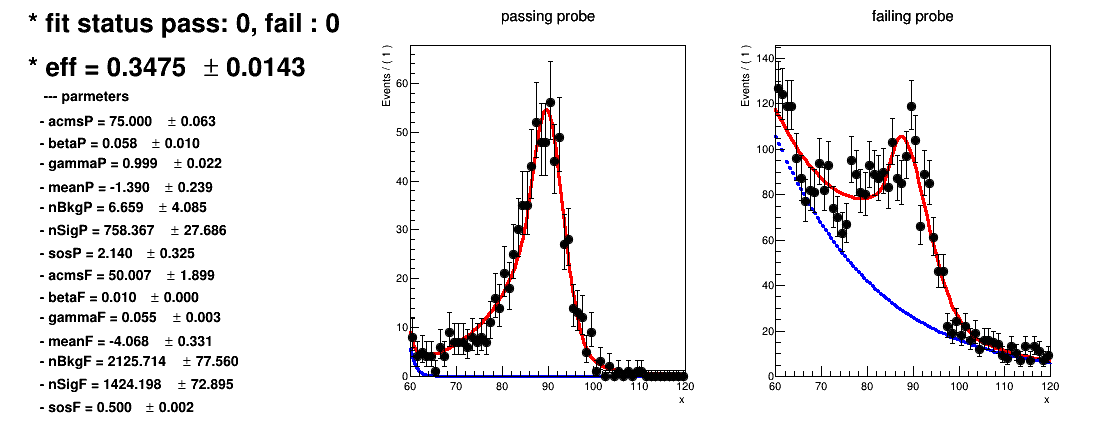 * fit status pass: 0, fail : 0
* eff = 0.3475 ± 0.0143
--- parmeters
- acmsP = 75.000 ± 0.063
- betaP = 0.058 ± 0.010
- gammaP = 0.999 ± 0.022
- meanP = -1.390 ± 0.239
- nBkgP = 6.659 ± 4.085
- nSigP = 758.367 ± 27.686
- sosP = 2.140 ± 0.325
- acmsF = 50.007 ± 1.899
- betaF = 0.010 ± 0.000
- gammaF = 0.055 ± 0.003
- meanF = -4.068 ± 0.331
- nBkgF = 2125.714 ± 77.560
- nSigF = 1424.198 ± 72.895
- sosF = 0.500 ± 0.002
passing probe
Events / ( 1 )
60
50
40
30
20
10
0
60 70 80 90 100 110 120
x
failing probe
Events / ( 1 )
140
120
100
80
60
40
20
0
60 70 80 90 100 110 120
x